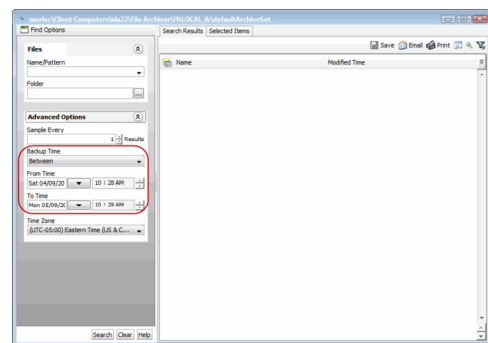 murlor\Client Computers\ida22\File Archiver\!%LOCAL_&\defaultArchiveSet
Find Options
Search Results
Selected Items
Save
Email
Print
Files
Name/Pattern
Folder
Name
Modified Time
Advanced Options
Sample Every
1
Results
Backup Time
Between
From Time
Sat 04/09/20
10 : 28 AM
To Time
Mon 05/09/20
10 : 28 AM
Time Zone
(UTC-05:00) Eastern Time (US & C...
Search
Clear
Help